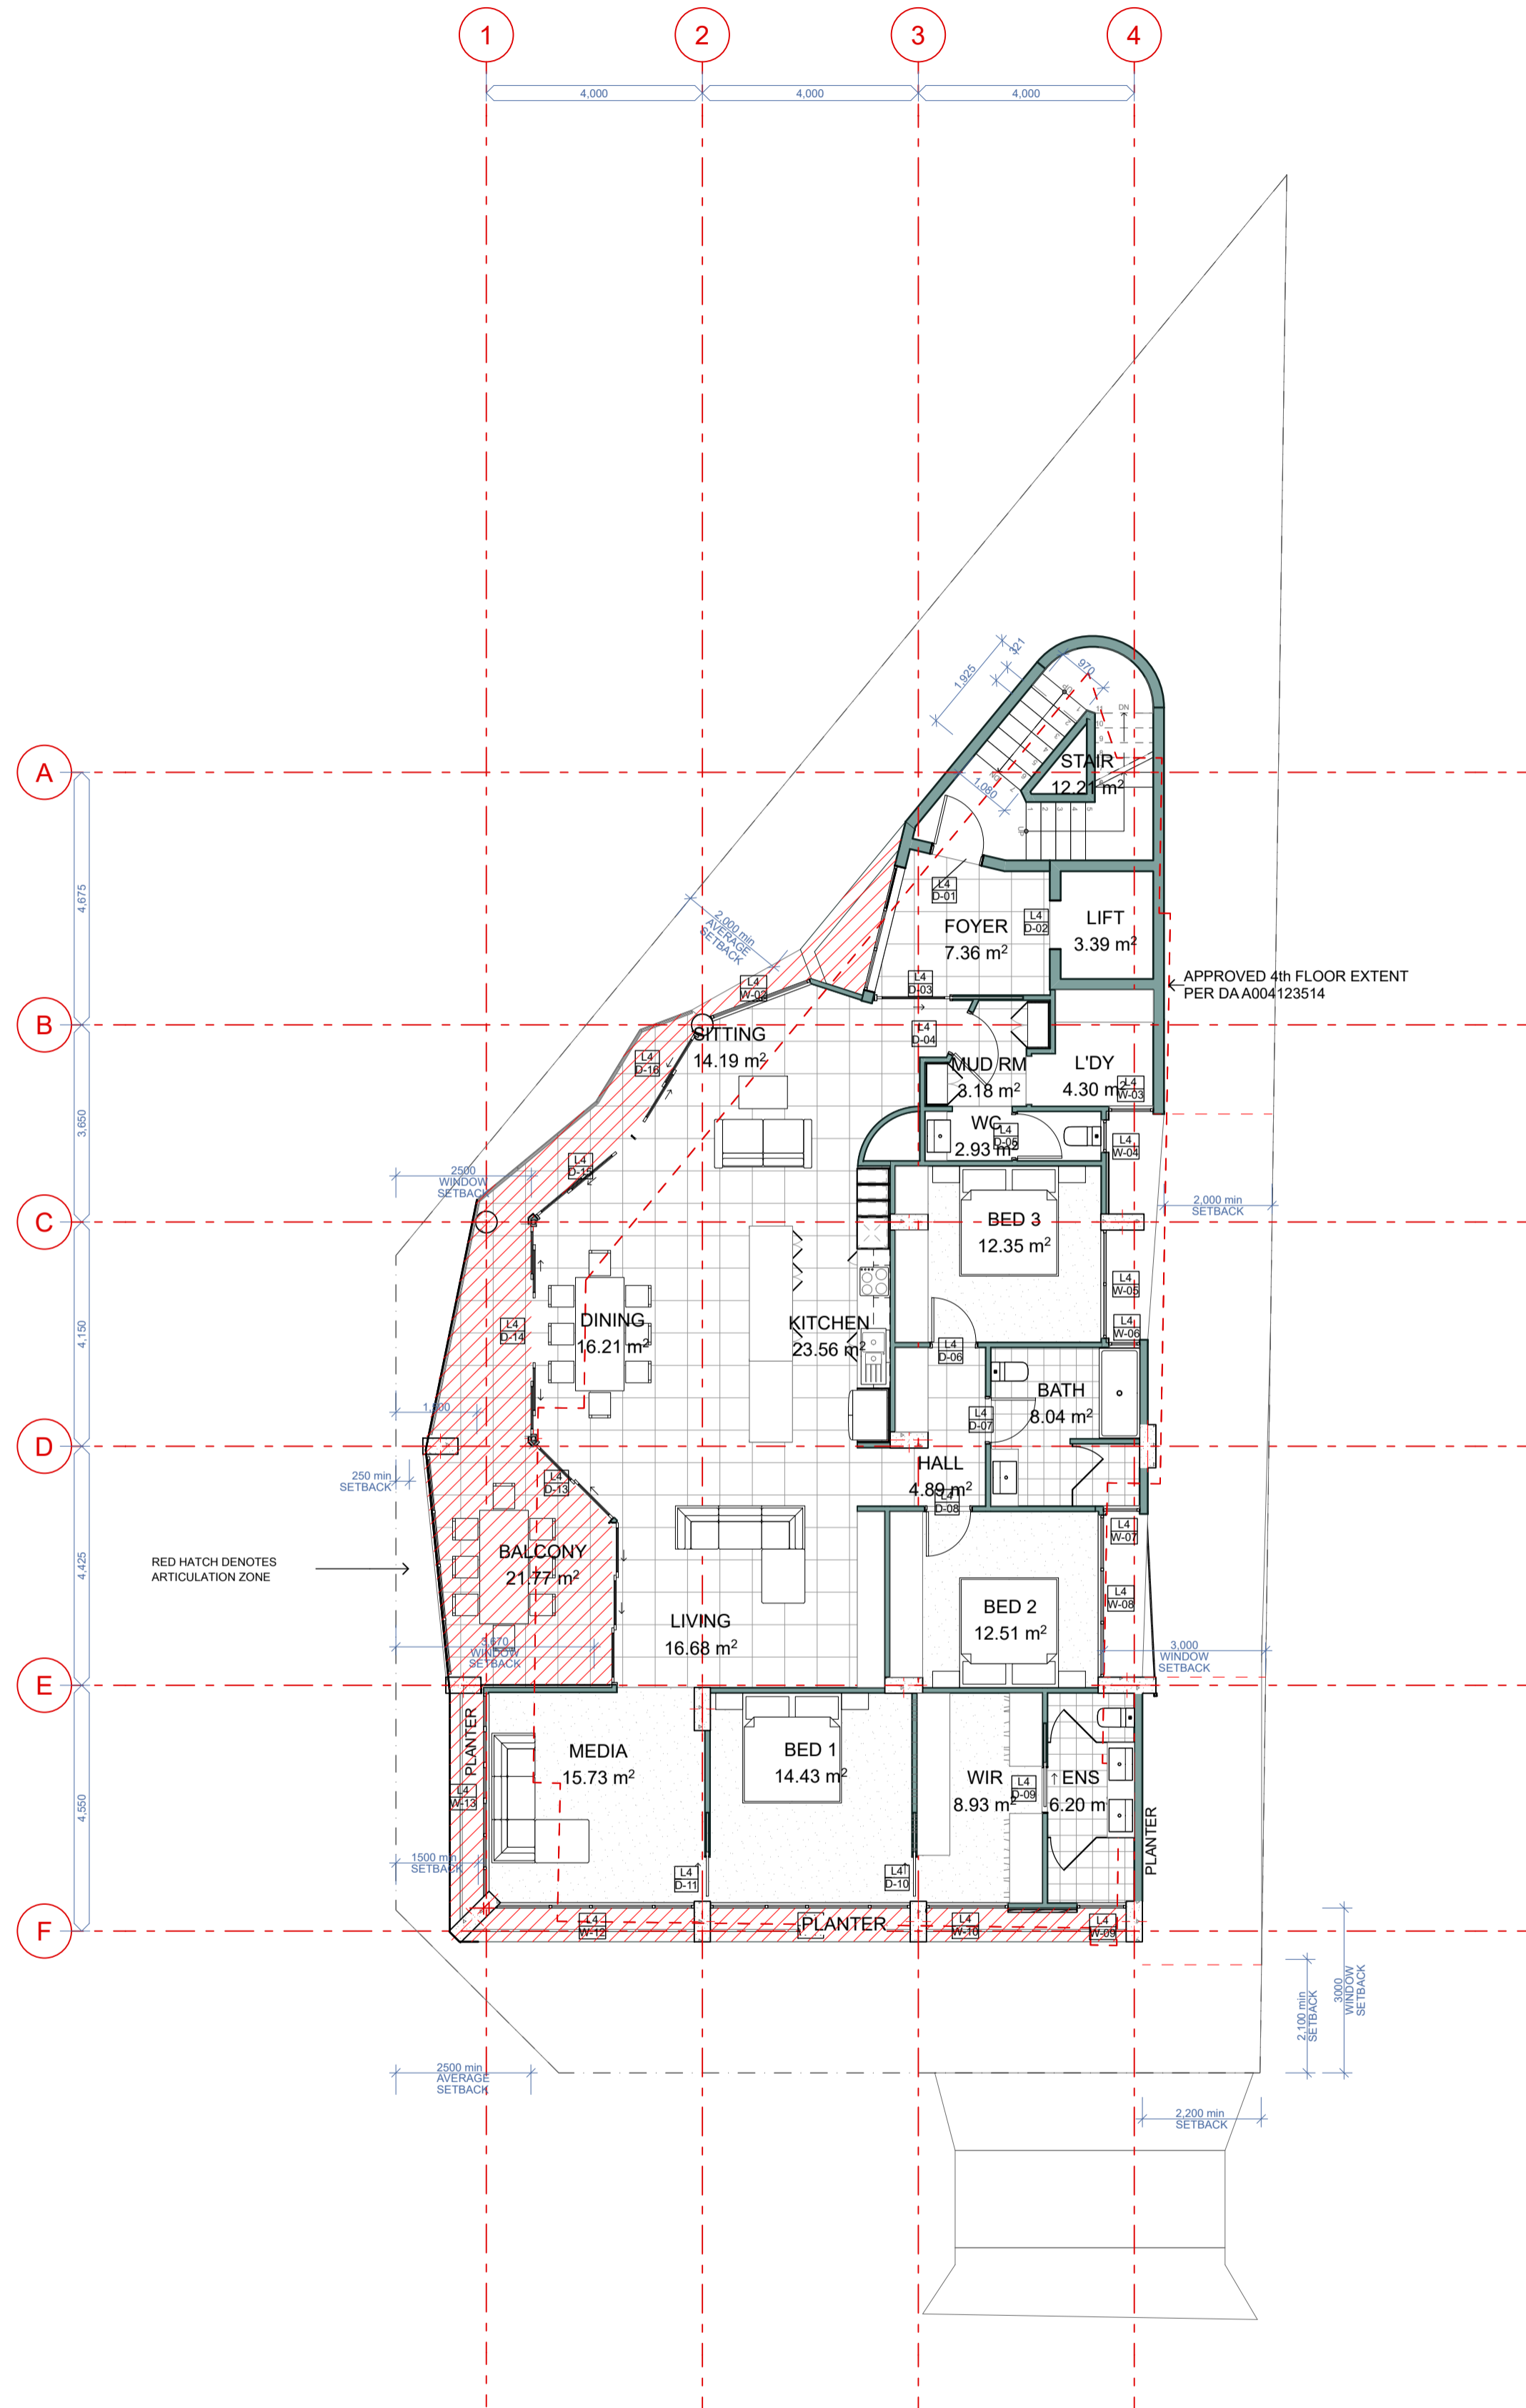 1
2
3
4
4,000
4,000
4,000
1,925
321
970
UP
DN
A
STAIR
12.21 m²
1,080
4,675
L4
D-01
FOYER
7.36 m²
L4
D-02
LIFT
3.39 m²
2,000 min
AVERAGE
SETBACK
L4
W-02
L4
D-03
APPROVED 4th FLOOR EXTENT
PER DA A004123514
B
SITTING
14.19 m²
L4
D-04
L4
D-16
MUD RM
3.18 m²
L'DY
4.30 m²
L4
W-03
3,650
WC
2.93 m²
L4
D-05
L4
W-04
L4
D-15
2500
WINDOW
SETBACK
2,000 min
SETBACK
C
BED 3
12.35 m²
L4
W-05
4,150
L4
D-14
DINING
16.21 m²
KITCHEN
23.56 m²
L4
W-06
L4
D-06
BATH
8.04 m²
L4
D-07
D
HALL
4.89 m²
250 min
SETBACK
L4
D-13
L4
D-08
L4
W-07
BALCONY
21.77 m²
RED HATCH DENOTES
ARTICULATION ZONE
4,425
L4
W-08
BED 2
12.51 m²
LIVING
16.68 m²
3,670
WINDOW
SETBACK
3,000
WINDOW
SETBACK
E
PLANTER
MEDIA
15.73 m²
BED 1
14.43 m²
WIR
8.93 m²
L4
D-09
ENS
6.20 m
L4
W-13
4,550
PLANTER
1500 min
SETBACK
L4
D-11
L4
D-10
F
L4
W-12
PLANTER
L4
W-10
L4
W-09
2,100 min
SETBACK
3000
WINDOW
SETBACK
2500 min
AVERAGE
SETBACK
2,200 min
SETBACK